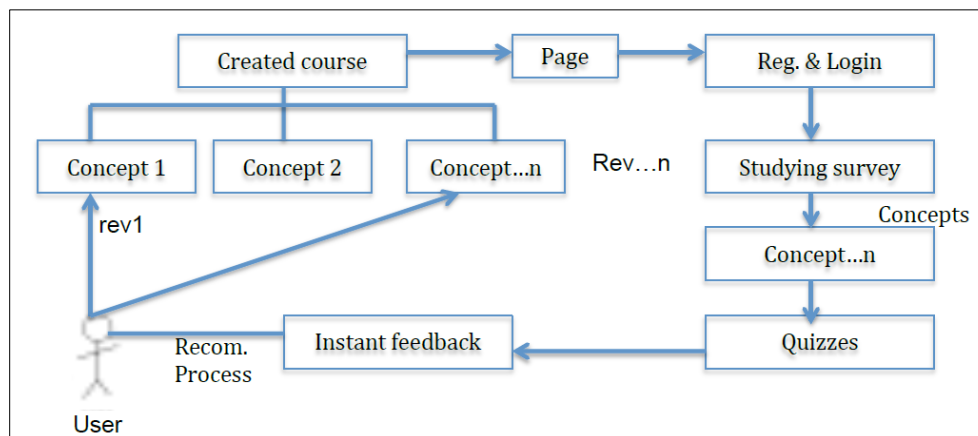 Created course
Page
Reg. & Login
Concept 1
Concept 2
Concept...n
Rev...n
Studying survey
rev1
Concepts
Concept...n
Recom.
Process
Instant feedback
Quizzes
User